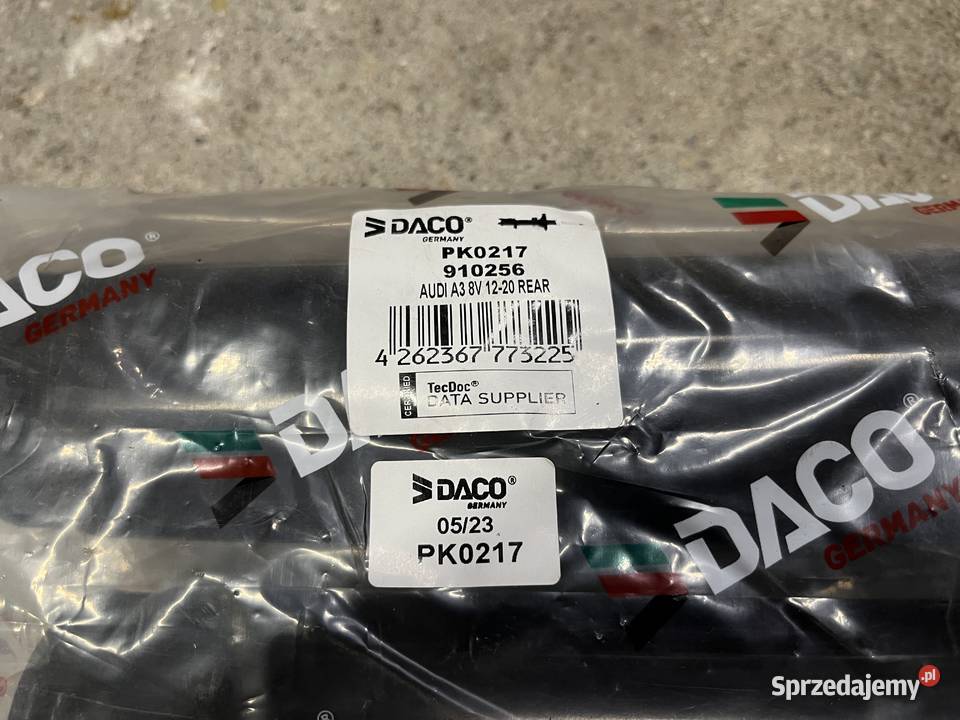 DACO®
GERMANY
DACO
GERMANY
DACO®
GERMANY
PK0217
910256
AUDI A3 8V 12-20 REAR
4 262367 773225
CERTIFIED
TecDoc®
DATA SUPPLIER
DACO®
GERMANY
DACO®
GERMANY
05/23
PK0217
Sprzedajemy.pl